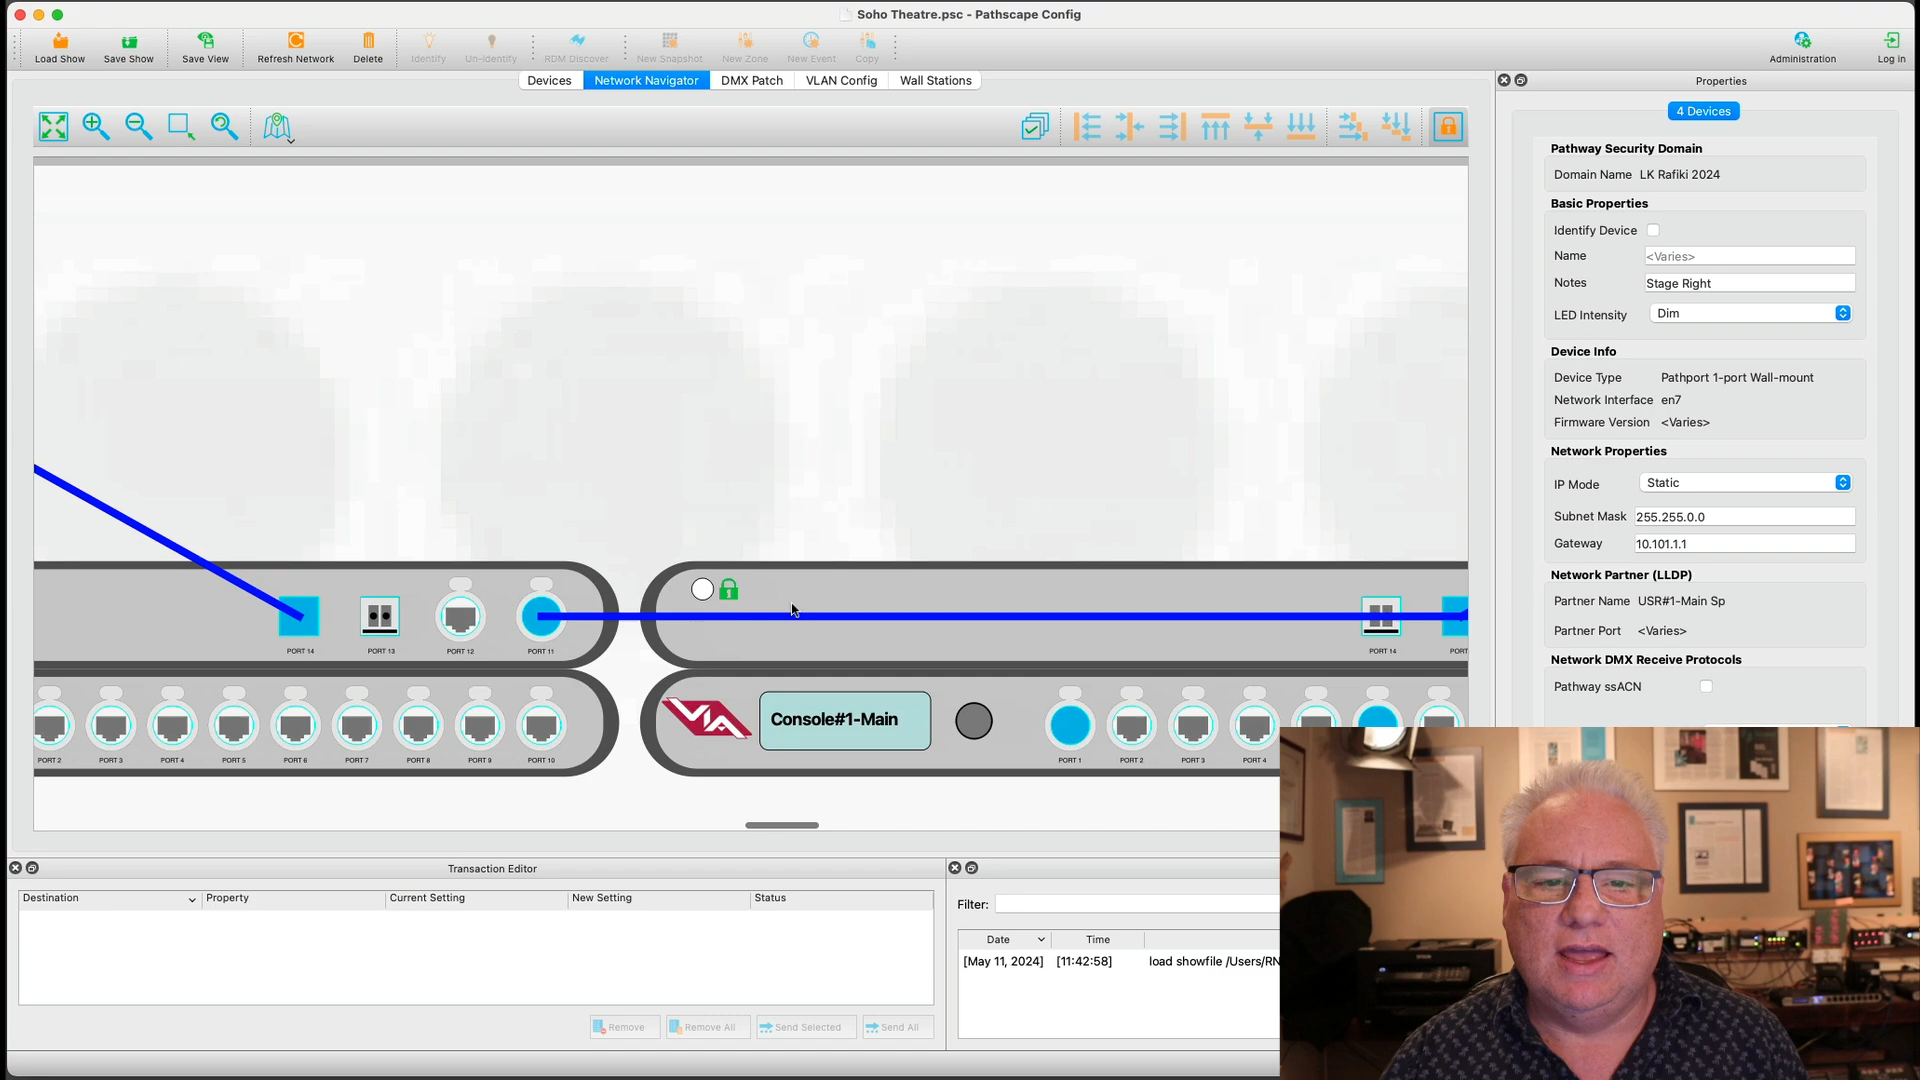 Soho Theatre.psc - Pathscape Config
Load Show Save Show Save View Refresh Network Delete Identify Un-Identify RDM Discover New Snapshot New Zone New Event Copy Administration Log in
Devices Network Navigator DMX Patch VLAN Config Wall Stations
Properties
4 Devices
Pathway Security Domain
Domain Name LK Rafiki 2024
Basic Properties
Identify Device
Name <Varies>
Notes Stage Right
LED Intensity Dim
Device Info
Device Type Pathport 1-port Wall-mount
Network Interface en7
Firmware Version <Varies>
Network Properties
IP Mode Static
Subnet Mask 255.255.0.0
Gateway 10.101.1.1
Network Partner (LLDP)
Partner Name USR#1-Main Sp
Partner Port <Varies>
Network DMX Receive Protocols
Pathway ssACN
PORT 14 PORT 13 PORT 12 PORT 11 PORT 14 PORT
VIA Console#1-Main
PORT 2 PORT 3 PORT 4 PORT 5 PORT 6 PORT 7 PORT 8 PORT 9 PORT 10 PORT 1 PORT 2 PORT 3 PORT 4
Transaction Editor
Destination Property Current Setting New Setting Status
Remove Remove All Send Selected Send All
Filter:
Date Time
[May 11, 2024] [11:42:58] load showfile /Users/RN